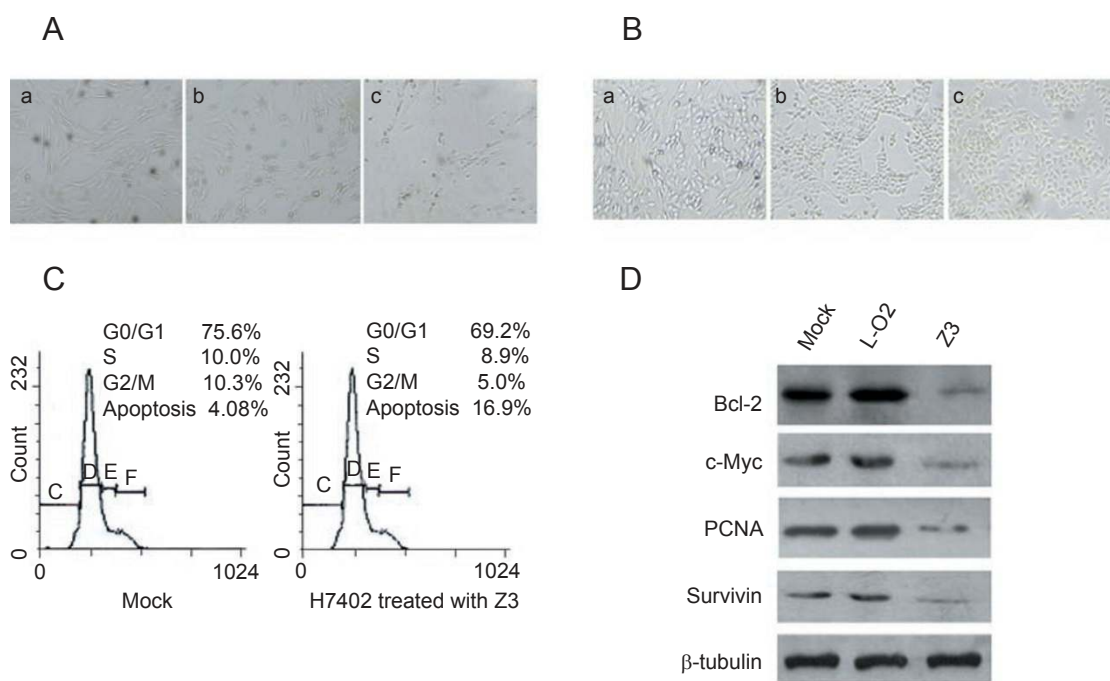 A
B
a
b
c
a
b
c
C
D
G0/G1 75.6%
S 10.0%
G2/M 10.3%
Apoptosis 4.08%
232
Count
0
C
D
E
F
0
1024
Mock
G0/G1 69.2%
S 8.9%
G2/M 5.0%
Apoptosis 16.9%
232
Count
0
C
D
E
F
0
1024
H7402 treated with Z3
Mock
L-O2
Z3
Bcl-2
c-Myc
PCNA
Survivin
β-tubulin